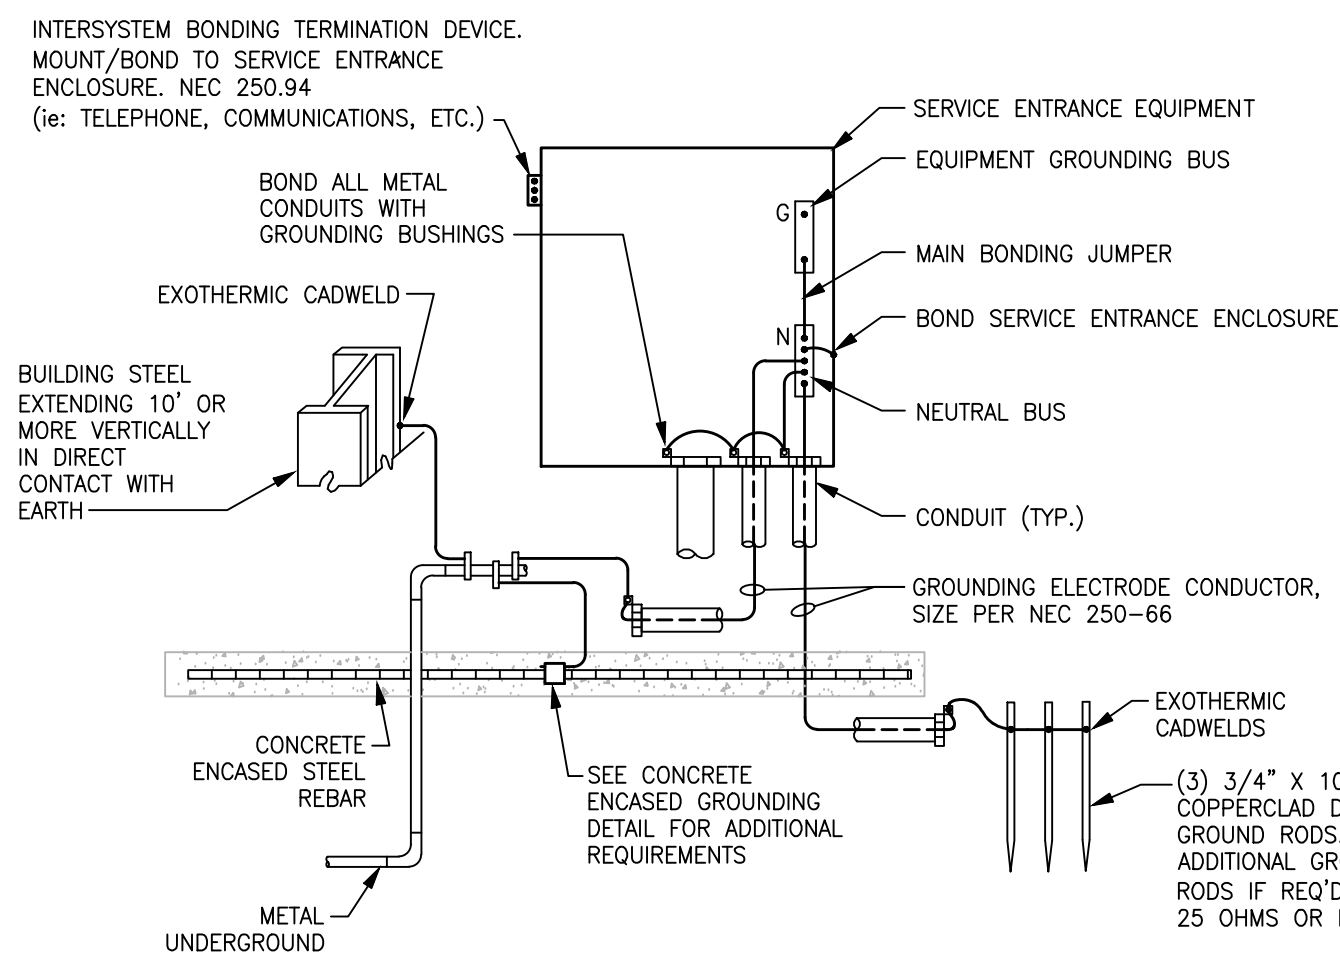 INTERSYSTEM BONDING TERMINATION DEVICE.
MOUNT/BOND TO SERVICE ENTRANCE
ENCLOSURE. NEC 250.94
(ie: TELEPHONE, COMMUNICATIONS, ETC.)
SERVICE ENTRANCE EQUIPMENT
EQUIPMENT GROUNDING BUS
BOND ALL METAL
CONDUITS WITH
GROUNDING BUSHINGS
G
MAIN BONDING JUMPER
EXOTHERMIC CADWELD
BOND SERVICE ENTRANCE ENCLOSURE
N
BUILDING STEEL
EXTENDING 10' OR
MORE VERTICALLY
IN DIRECT
CONTACT WITH
EARTH
NEUTRAL BUS
CONDUIT (TYP.)
GROUNDING ELECTRODE CONDUCTOR,
SIZE PER NEC 250-66
EXOTHERMIC
CADWELDS
CONCRETE
ENCASED STEEL
REBAR
SEE CONCRETE
ENCASED GROUNDING
DETAIL FOR ADDITIONAL
REQUIREMENTS
(3) 3/4" X 10
COPPERCLAD D
GROUND RODS.
ADDITIONAL GR
RODS IF REQ'D
25 OHMS OR
METAL
UNDERGROUND